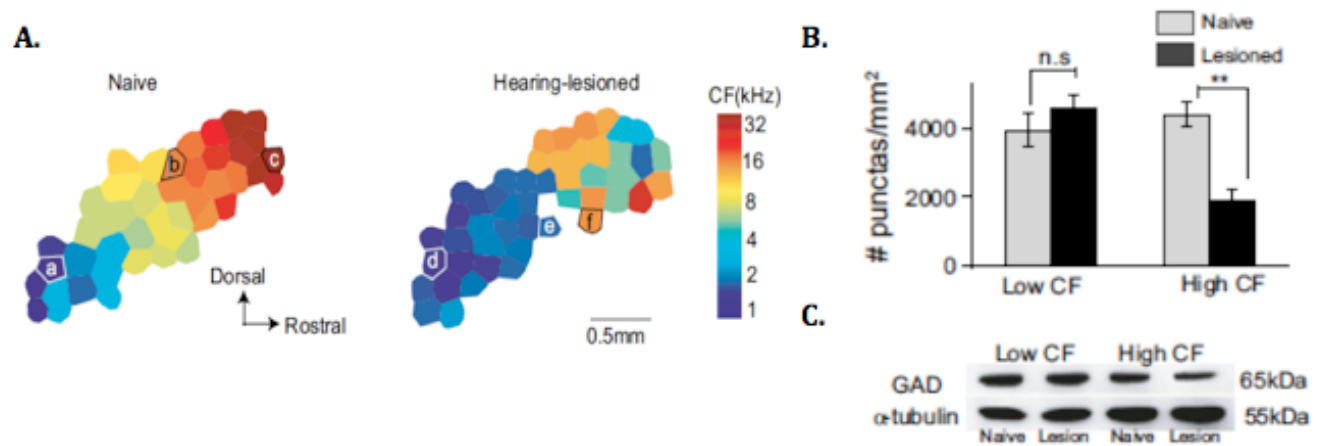 A.
Naive
Hearing-lesioned
CF(kHz)
32
16
8
4
2
1
a
b
c
d
e
f
Dorsal
Rostral
0.5mm
B.
Naive
Lesioned
n.s
**
# punctas/mm²
4000
2000
0
Low CF
High CF
C.
Low CF High CF
GAD 65kDa
α-tubulin 55kDa
Naive Lesion Naive Lesion